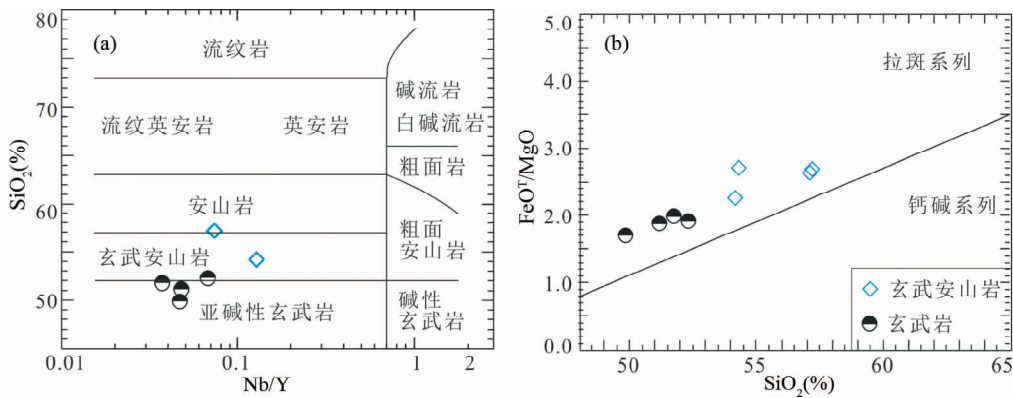 (a)
80
70
60
50
SiO₂(%)
流纹岩
流纹英安岩
英安岩
碱流岩
白碱流岩
粗面岩
安山岩
粗面
安山岩
玄武安山岩
亚碱性玄武岩
碱性
玄武岩
0.01
0.1
1
2
Nb/Y
(b)
5.0
4.0
3.0
2.0
1.0
0.0
FeOᵀ/MgO
拉斑系列
钙碱系列
玄武安山岩
玄武岩
50
55
60
65
SiO₂(%)